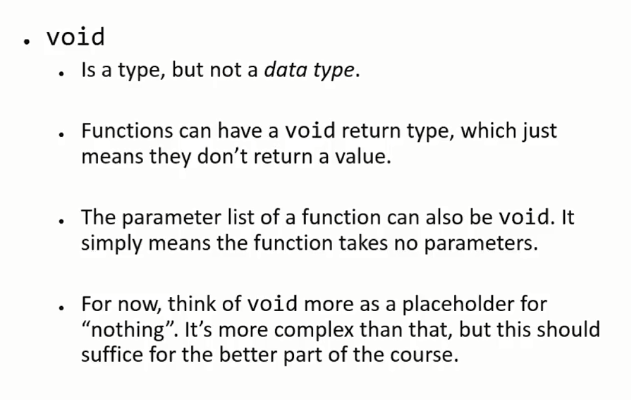 • void
• Is a type, but not a data type.
• Functions can have a void return type, which just
means they don’t return a value.
• The parameter list of a function can also be void. It
simply means the function takes no parameters.
• For now, think of void more as a placeholder for
“nothing”. It’s more complex than that, but this should
suffice for the better part of the course.